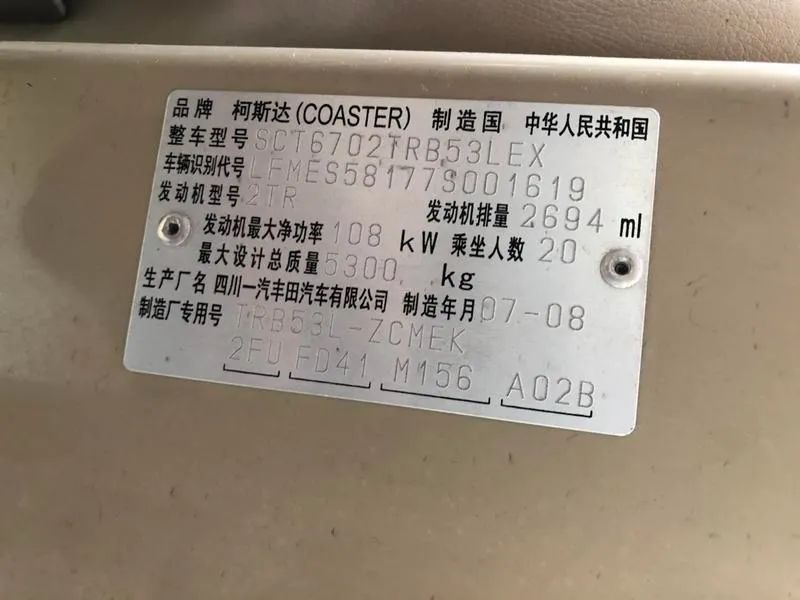 品牌 柯斯达(COASTER) 制造国 中华人民共和国
整车型号 SCT6702TRB53LEX
车辆识别代号 LFMES58177S001619
发动机型号 2TR 发动机排量 2694 ml
发动机最大净功率 108 kW 乘坐人数 20
最大设计总质量 5300 kg
生产厂名 四川一汽丰田汽车有限公司 制造年月 07-08
制造厂专用号 TRB53L-ZCMEK
2FU FD41 M156 A02B